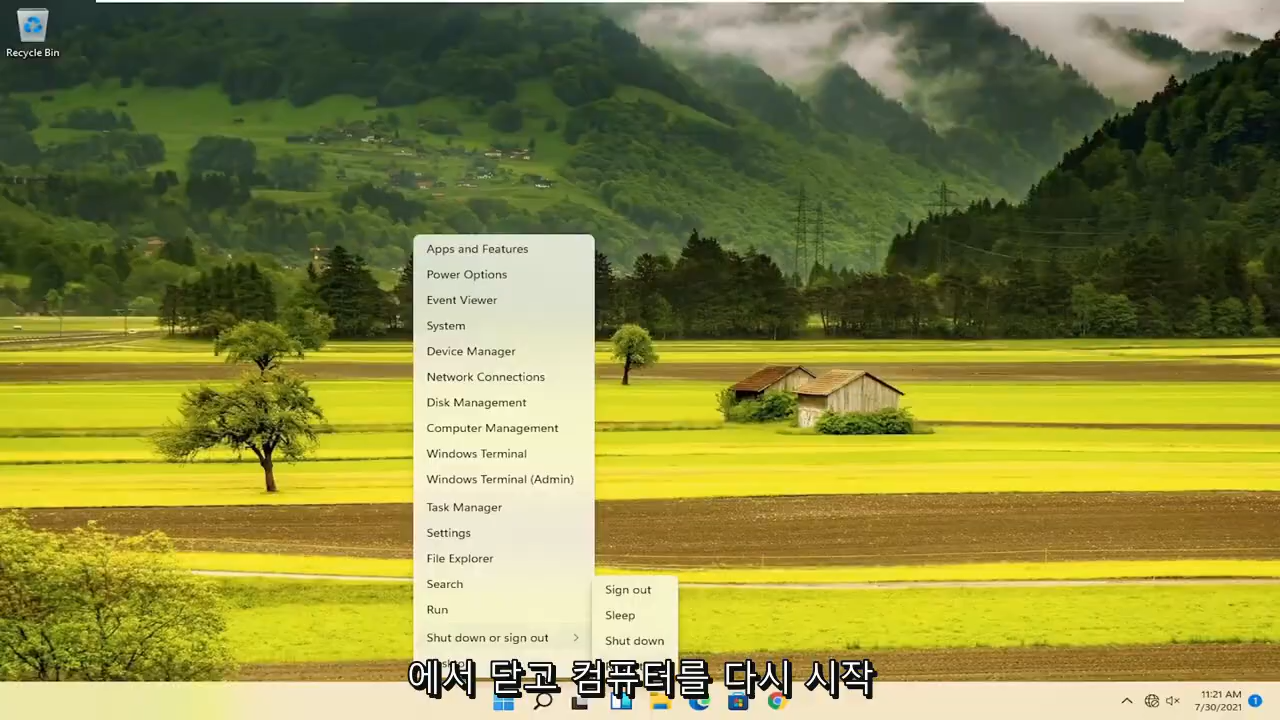 Recycle Bin
Apps and Features
Power Options
Event Viewer
System
Device Manager
Network Connections
Disk Management
Computer Management
Windows Terminal
Windows Terminal (Admin)
Task Manager
Settings
File Explorer
Search
Run
Shut down or sign out
Sign out
Sleep
Shut down
에서 닫고 컴퓨터를 다시 시작
11:21 AM
7/30/2021
1